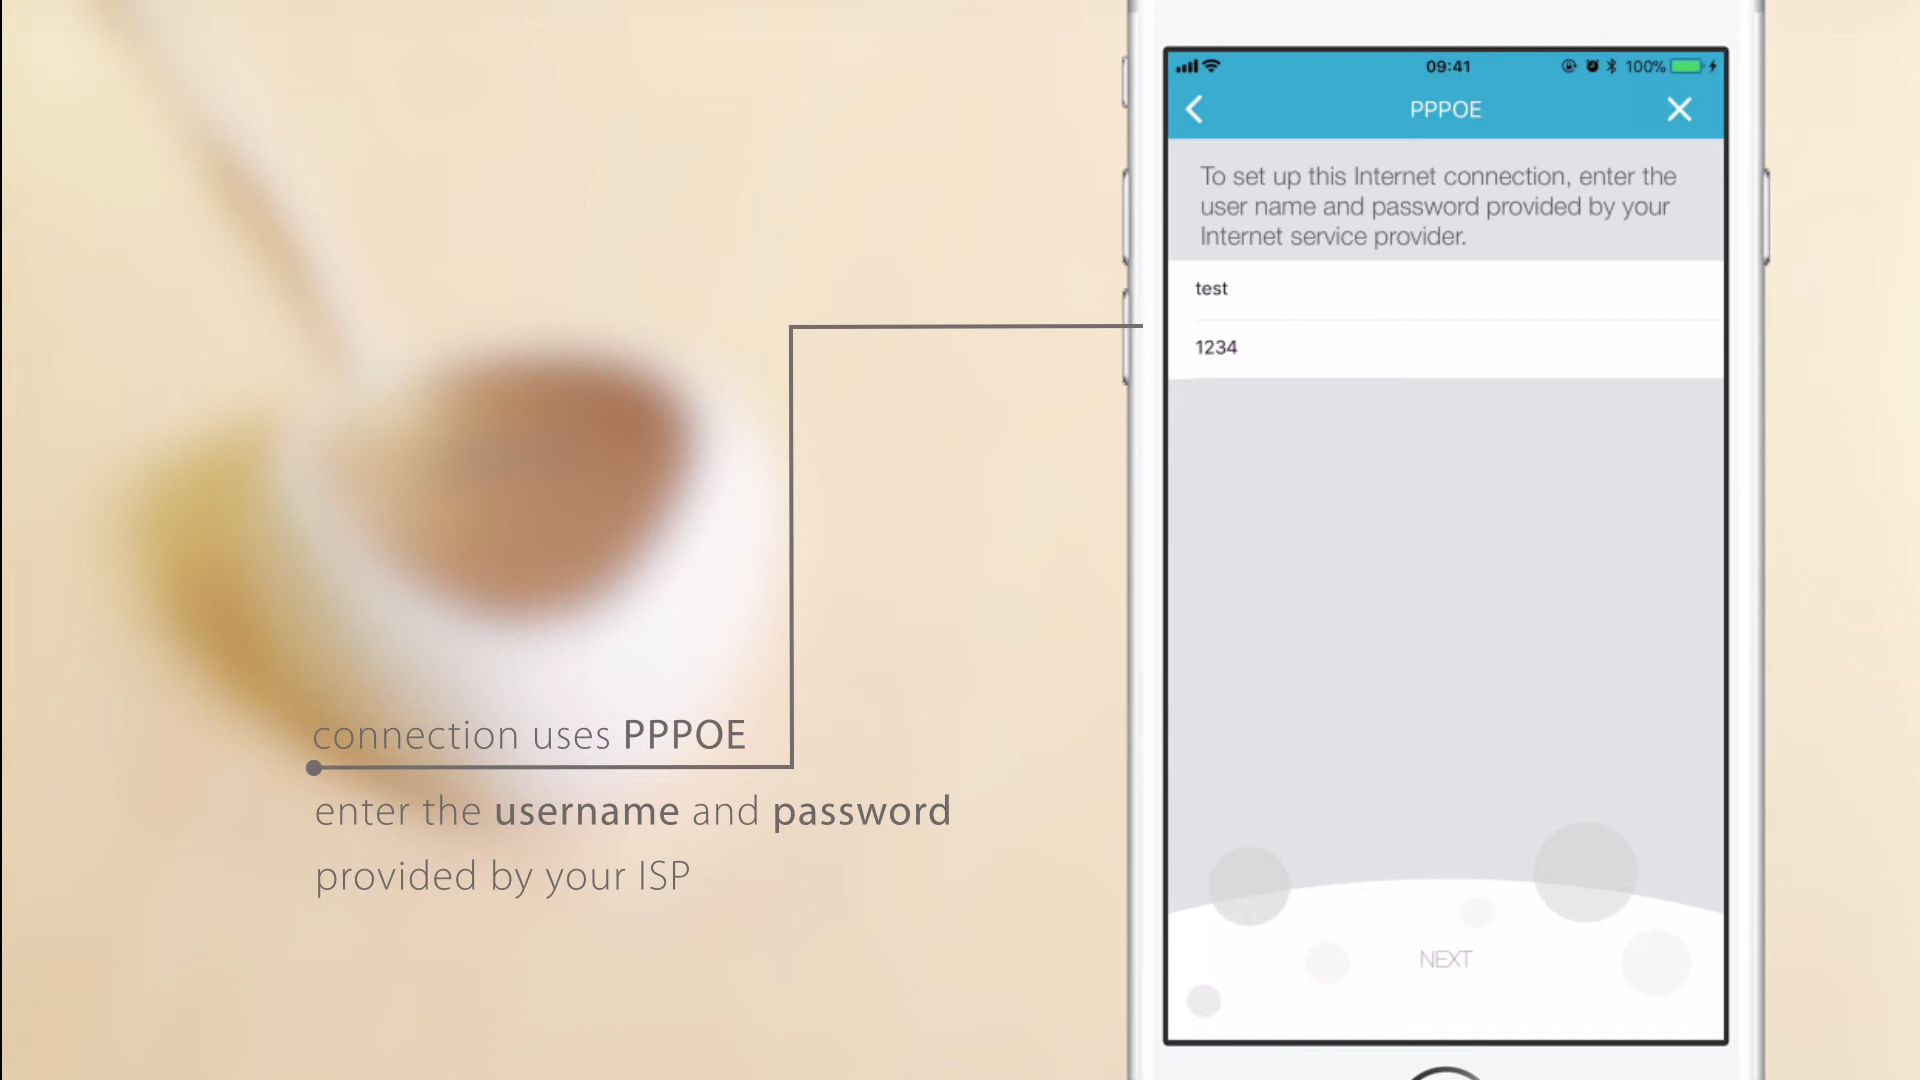 09:41
100%
PPPOE
To set up this Internet connection, enter the
user name and password provided by your
Internet service provider.
test
1234
NEXT
connection uses PPPOE
enter the username and password
provided by your ISP